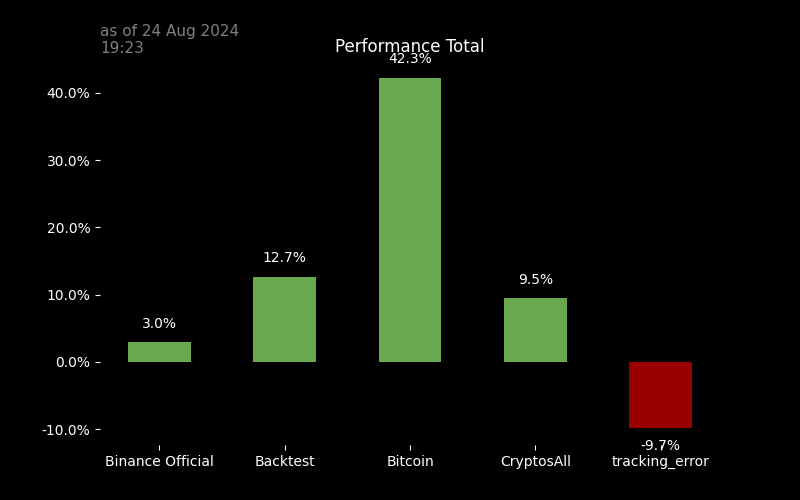 as of 24 Aug 2024
19:23
Performance Total
42.3%
40.0%
30.0%
20.0%
12.7%
10.0%
9.5%
3.0%
0.0%
-10.0%
-9.7%
Binance Official
Backtest
Bitcoin
CryptosAll
tracking_error